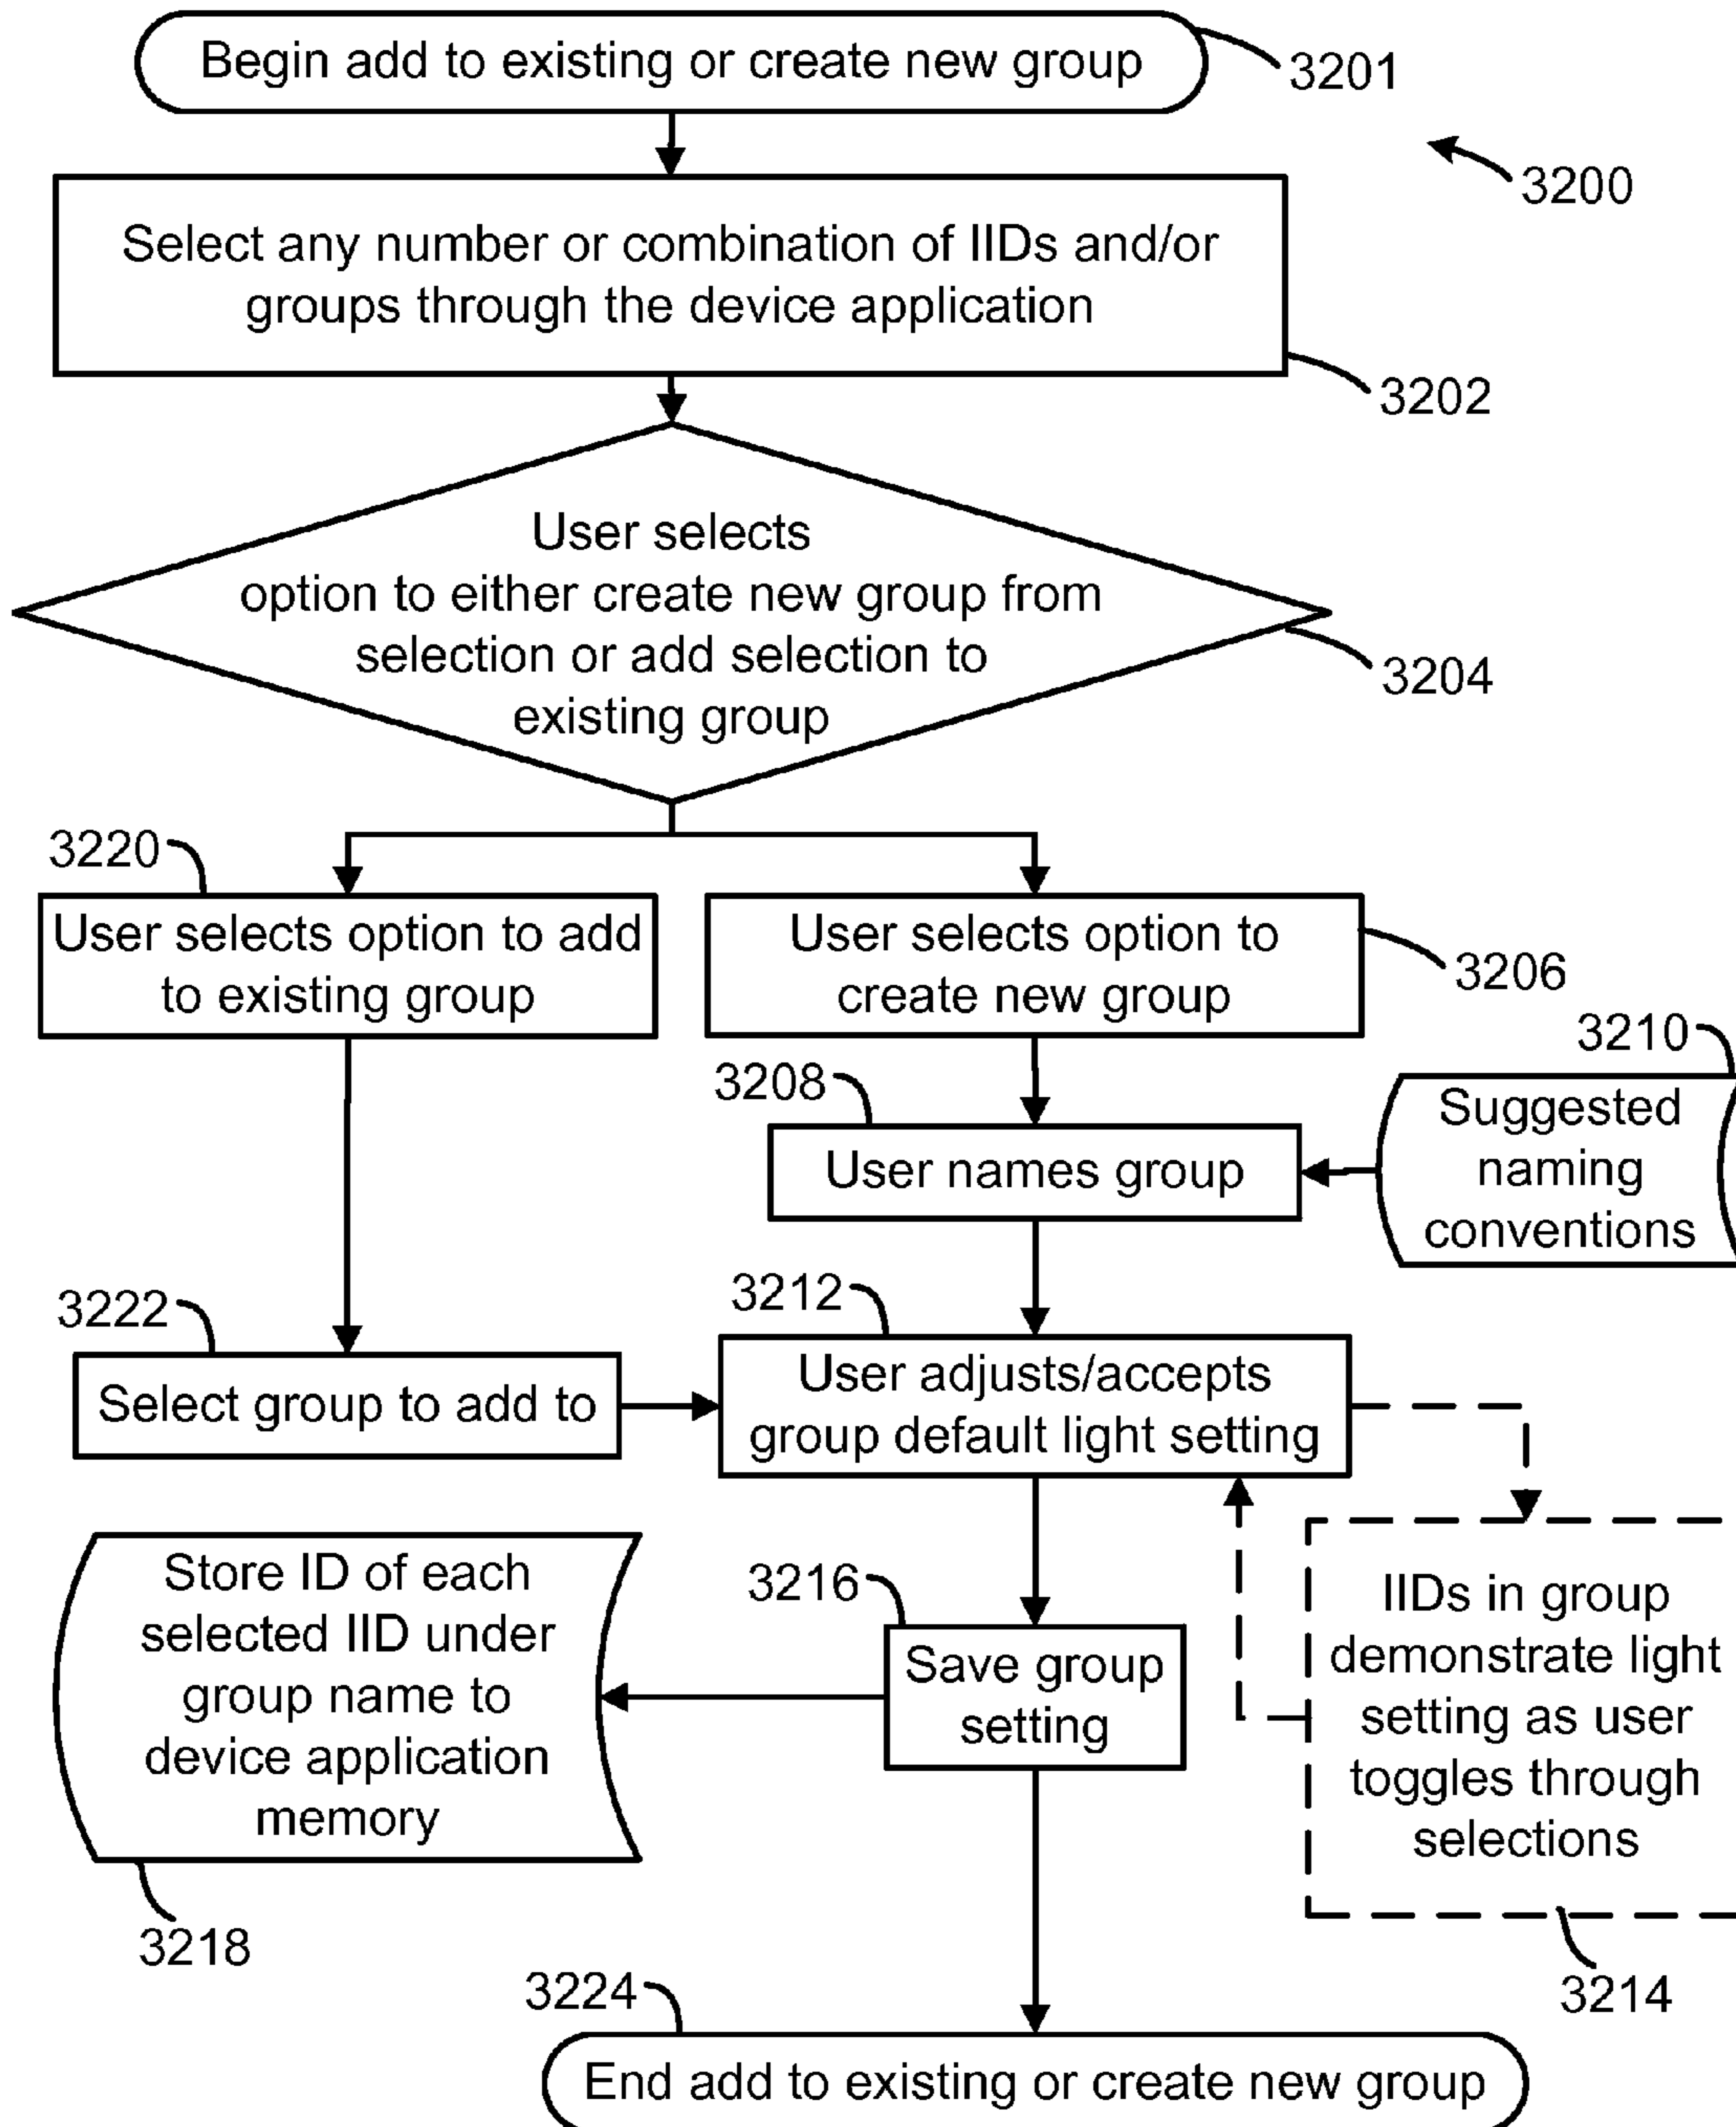 Begin add to existing or create new group
3201
3200
Select any number or combination of IIDs and/or
groups through the device application
3202
User selects
option to either create new group from
selection or add selection to
existing group
3204
3220
User selects option to add
to existing group
User selects option to
create new group
3206
3210
3208
User names group
Suggested
naming
conventions
3222
Select group to add to
3212
User adjusts/accepts
group default light setting
Store ID of each
selected IID under
group name to
device application
memory
3218
3216
Save group
setting
IIDs in group
demonstrate light
setting as user
toggles through
selections
3214
3224
End add to existing or create new group